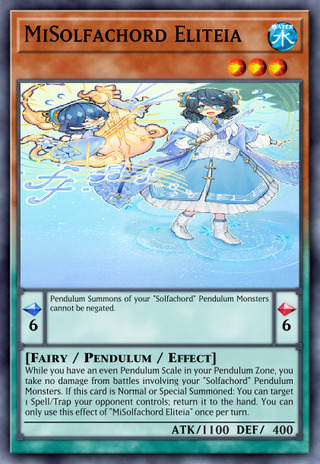 MiSolfachord Eliteia
WATER
水
Pendulum Summons of your "Solfachord" Pendulum Monsters
cannot be negated.
6
6
[Fairy / Pendulum / Effect]
While you have an even Pendulum Scale in your Pendulum Zone, you
take no damage from battles involving your "Solfachord" Pendulum
Monsters. If this card is Normal or Special Summoned: You can target
1 Spell/Trap your opponent controls; return it to the hand. You can
only use this effect of "MiSolfachord Eliteia" once per turn.
ATK/1100 DEF/ 400